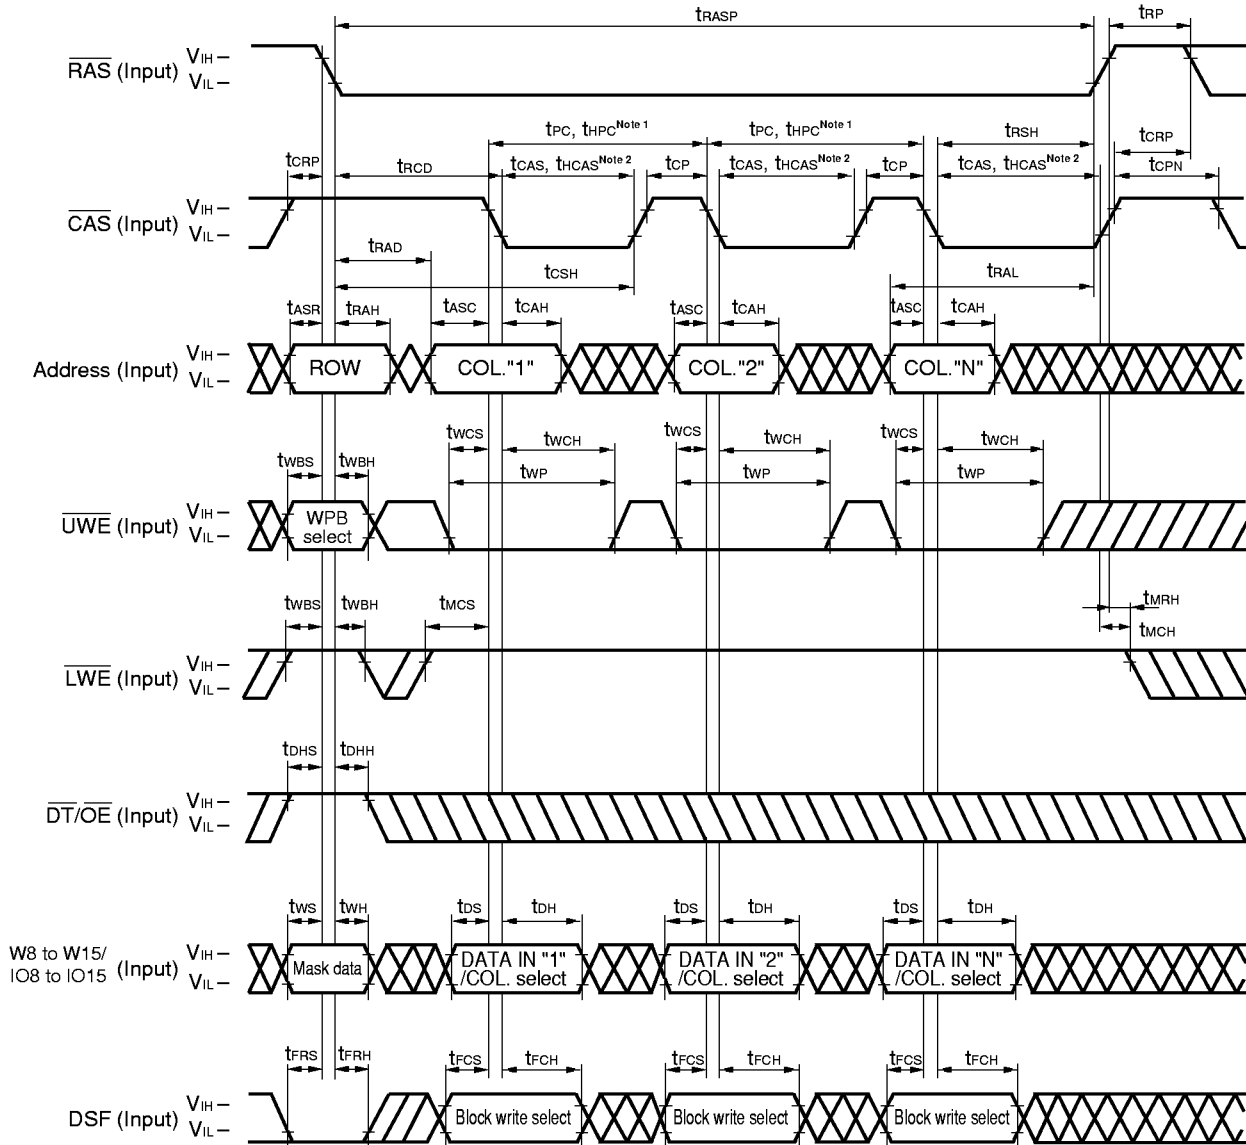 tRASP tRP
RAS (Input) VIH VIL
tPC, tHPC Note 1 tPC, tHPC Note 1 tRSH tCRP
tCRP tRCD tCAS, tHCAS Note 2 tCP tCAS, tHCAS Note 2 tCP tCAS, tHCAS Note 2 tCPN
CAS (Input) VIH VIL
tRAD tCSH tRAL
tASR tRAH tASC tCAH tASC tCAH tASC tCAH
Address (Input) VIH VIL ROW COL."1" COL."2" COL."N"
tWCS tWCH tWCS tWCH tWCS tWCH
tWBS tWBH tWP tWP tWP
UWE (Input) VIH VIL WPB select
tWBS tWBH tMCS tMRH
tMCH
LWE (Input) VIH VIL
tDHS tDHH
DT/OE (Input) VIH VIL
tWS tWH tDS tDH tDS tDH tDS tDH
W8 to W15/ IO8 to IO15 (Input) VIH VIL Mask data DATA IN "1" /COL. select DATA IN "2" /COL. select DATA IN "N" /COL. select
tFRS tFRH tFCS tFCH tFCS tFCH tFCS tFCH
DSF (Input) VIH VIL Block write select Block write select Block write select